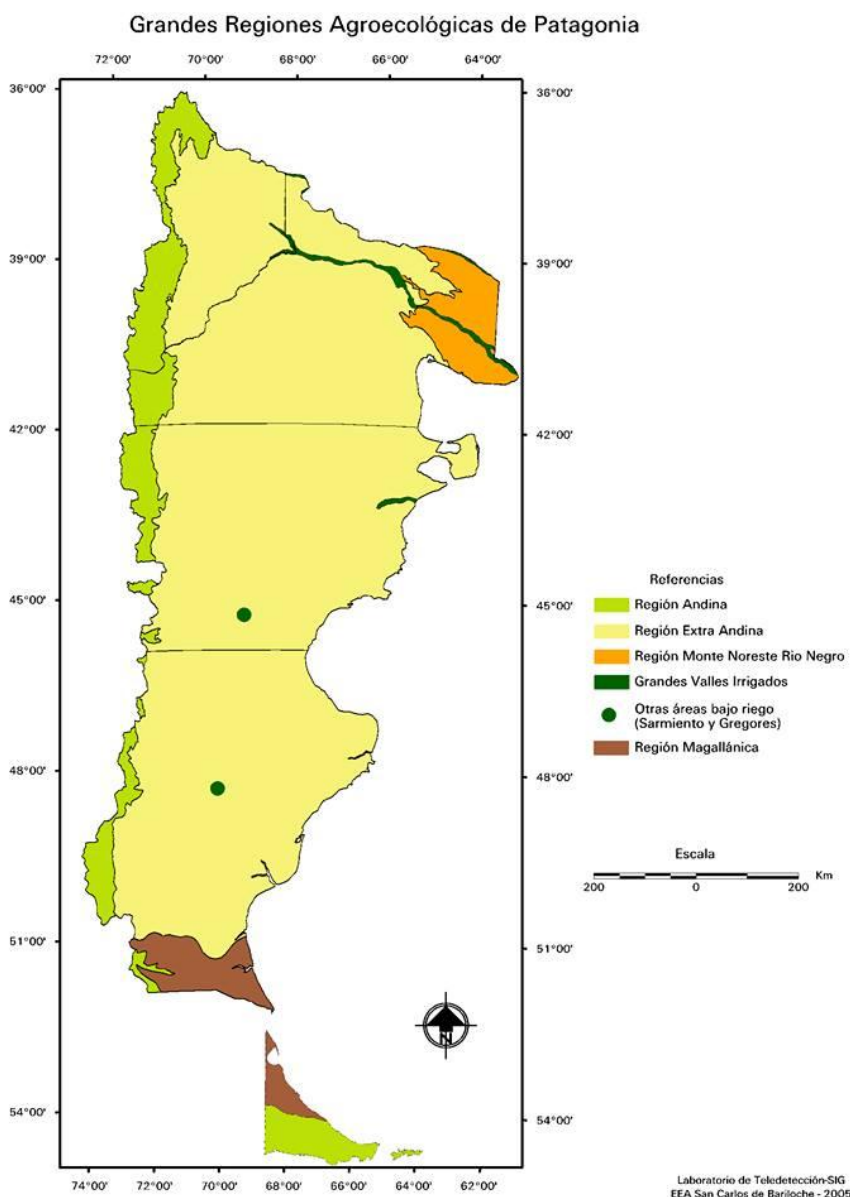 Grandes Regiones Agroecológicas de Patagonia
72°00' 70°00' 68°00' 66°00' 64°00'
36°00' 36°00'
39°00' 39°00'
42°00' 42°00'
45°00' 45°00'
48°00' 48°00'
51°00' 51°00'
54°00' 54°00'
74°00' 72°00' 70°00' 68°00' 66°00' 64°00' 62°00'
Referencias
Región Andina
Región Extra Andina
Región Monte Noreste Rio Negro
Grandes Valles Irrigados
Otras áreas bajo riego
(Sarmiento y Gregores)
Región Magallánica
Escala
200 0 200 Km
N
Laboratorio de Teledetección-SIG
EEA San Carlos de Bariloche - 2005